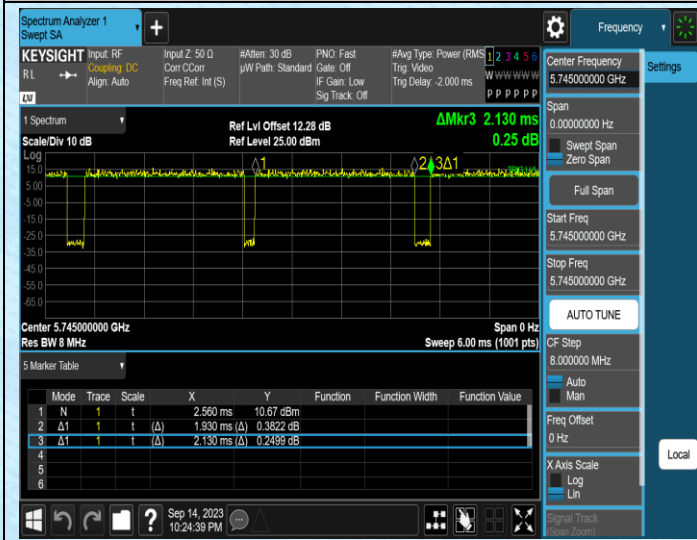 Spectrum Analyzer 1
Swept SA
Frequency
KEYSIGHT
RL
LXI
Input: RF
Coupling: DC
Align: Auto
Input Z: 50 Ω
Corr CCorr
Freq Ref: Int (S)
#Atten: 30 dB
µW Path: Standard
PNO: Fast
Gate: Off
IF Gain: Low
Sig Track: Off
#Avg Type: Power (RMS
Trig: Video
Trig Delay: -2.000 ms
1 2 3 4 5 6
W W W W W W
P P P P P P
Center Frequency
5.745000000 GHz
Settings
Span
0.00000000 Hz
Swept Span
Zero Span
Full Span
Start Freq
5.745000000 GHz
Stop Freq
5.745000000 GHz
AUTO TUNE
CF Step
8.000000 MHz
Auto
Man
Freq Offset
0 Hz
X Axis Scale
Log
Lin
Signal Track
(Span Zoom)
Local
1 Spectrum
Scale/Div 10 dB
Ref Lvl Offset 12.28 dB
Ref Level 25.00 dBm
ΔMkr3 2.130 ms
0.25 dB
Log
15.0
5.00
-5.00
-15.0
-25.0
-35.0
-45.0
-55.0
-65.0
1
2
3Δ1
Center 5.745000000 GHz
Res BW 8 MHz
Span 0 Hz
Sweep 6.00 ms (1001 pts)
5 Marker Table
Mode Trace Scale X Y Function Function Width Function Value
1 N 1 t 2.560 ms 10.67 dBm
2 Δ1 1 t (Δ) 1.930 ms (Δ) 0.3822 dB
3 Δ1 1 t (Δ) 2.130 ms (Δ) 0.2499 dB
4
5
6
?
Sep 14, 2023
10:24:39 PM